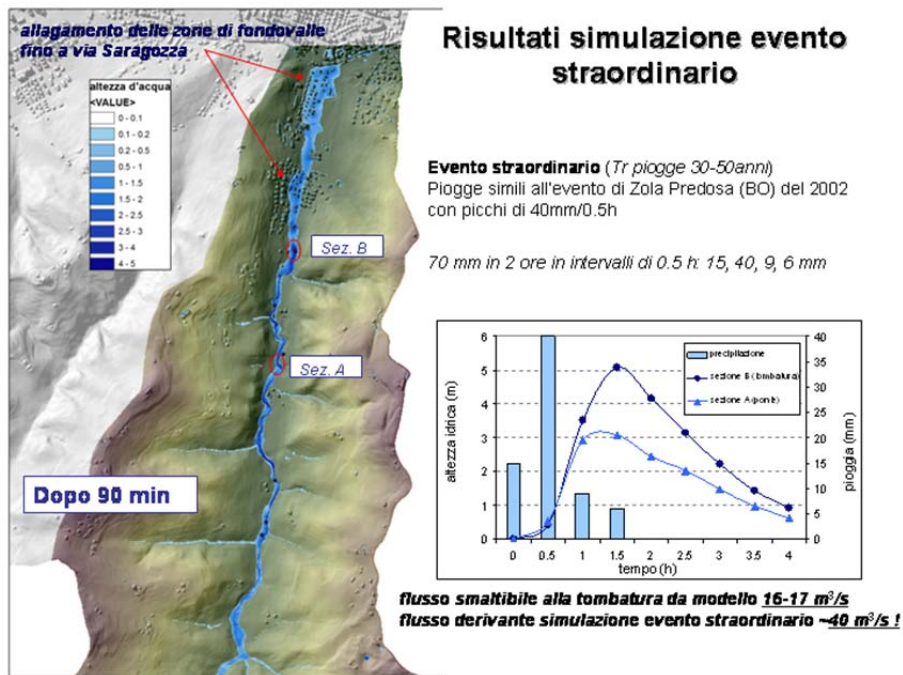 allagamento delle zone di fondovalle
fino a via Saragozza
altezza d'acqua
<VALUE>
0 - 0.1
0.1 - 0.2
0.2 - 0.5
0.5 - 1
1 - 1.5
1.5 - 2
2 - 2.5
2.5 - 3
3 - 4
4 - 5
Sez. B
Sez. A
Dopo 90 min
Risultati simulazione evento
straordinario
Evento straordinario (Tr piogge 30-50anni)
Piogge simili all'evento di Zola Predosa (BO) del 2002
con picchi di 40mm/0.5h
70 mm in 2 ore in intervalli di 0.5 h: 15, 40, 9, 6 mm
altezza idrica (m)
6
5
4
3
2
1
0
precipitazione
sezione B (tombatura)
sezione A (ponte)
40
35
30
25
20
15
10
5
0
pioggia (mm)
0 0.5 1 1.5 2 2.5 3 3.5 4
tempo (h)
flusso smaltibile alla tombatura da modello 16-17 m³/s
flusso derivante simulazione evento straordinario ~40 m³/s !